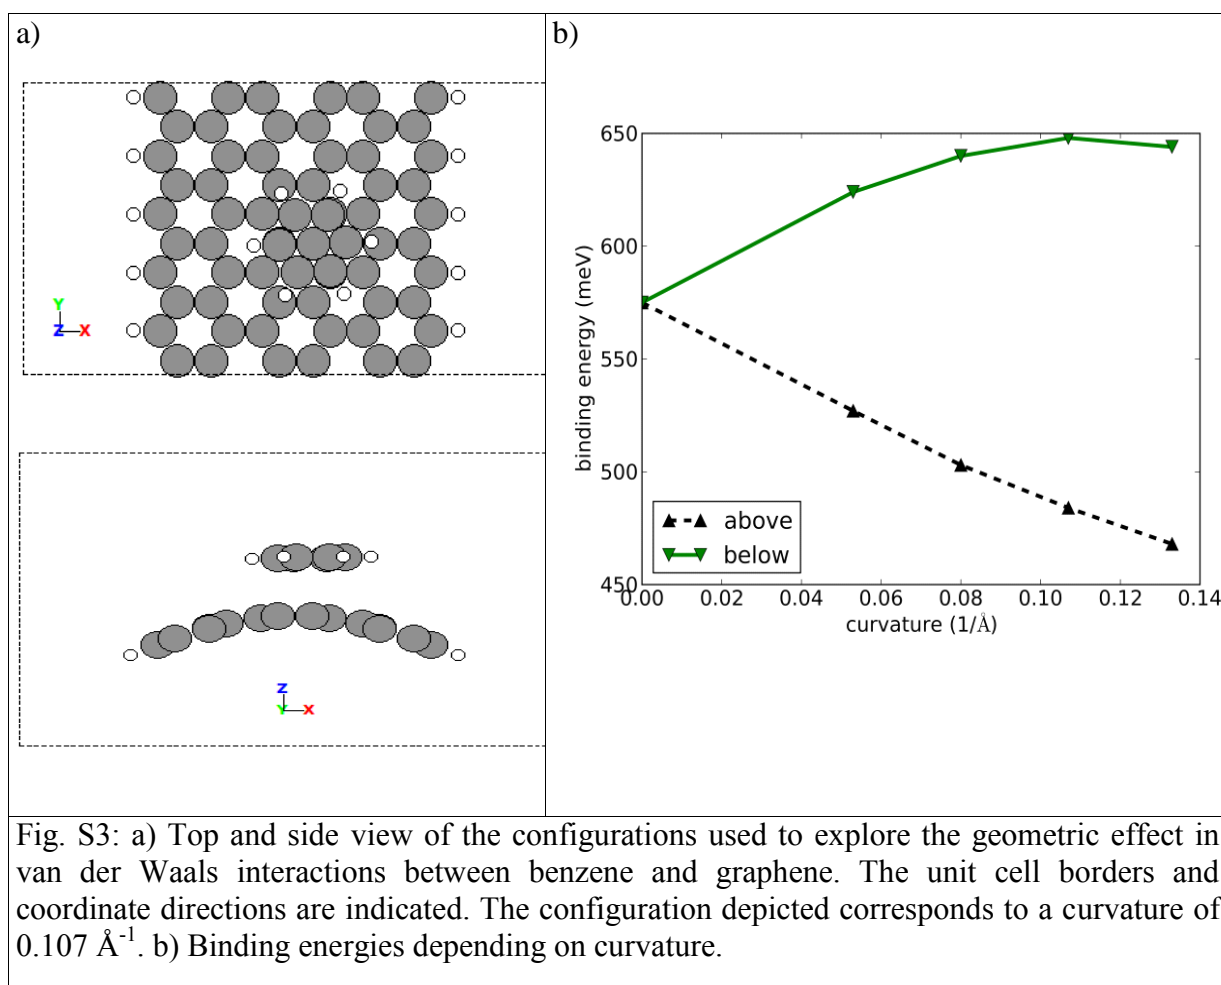 a)
Y
Z
X
Z
Y
X
b)
650
600
550
500
450
binding energy (meV)
above
below
0.00
0.02
0.04
0.06
0.08
0.10
0.12
0.14
curvature (1/Å)
Fig. S3: a) Top and side view of the configurations used to explore the geometric effect in
van der Waals interactions between benzene and graphene. The unit cell borders and
coordinate directions are indicated. The configuration depicted corresponds to a curvature of
0.107 Å⁻¹. b) Binding energies depending on curvature.